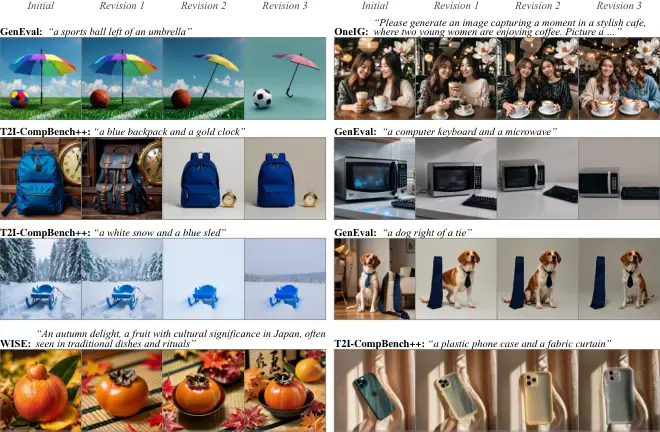 Initial Revision 1 Revision 2 Revision 3
GenEval: “a sports ball left of an umbrella”
T2I-CompBench++: “a blue backpack and a gold clock”
T2I-CompBench++: “a white snow and a blue sled”
“An autumn delight, a fruit with cultural significance in Japan, often
WISE: seen in traditional dishes and rituals”
Initial Revision 1 Revision 2 Revision 3
“Please generate an image capturing a moment in a stylish cafe,
OneIG: where two young women are enjoying coffee. Picture a ...”
GenEval: “a computer keyboard and a microwave”
GenEval: “a dog right of a tie”
T2I-CompBench++: “a plastic phone case and a fabric curtain”